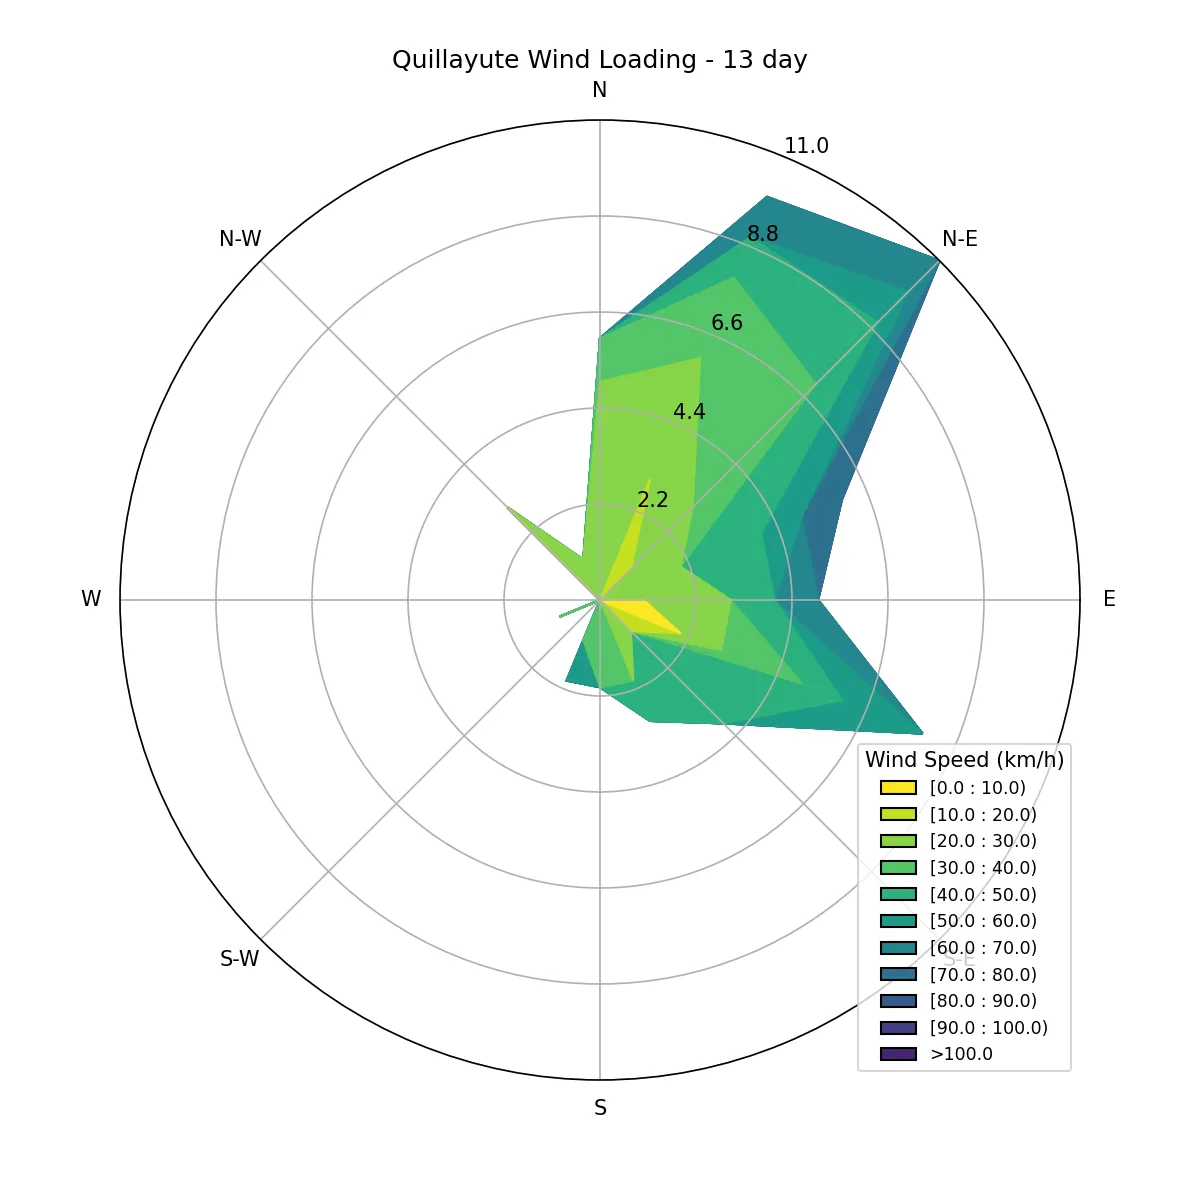 Quillayute Wind Loading - 13 day
N
11.0
N-W
8.8
N-E
6.6
4.4
2.2
W
E
Wind Speed (km/h)
[0.0 : 10.0)
[10.0 : 20.0)
[20.0 : 30.0)
[30.0 : 40.0)
[40.0 : 50.0)
[50.0 : 60.0)
[60.0 : 70.0)
[70.0 : 80.0)
[80.0 : 90.0)
[90.0 : 100.0)
>100.0
S-W
S-E
S